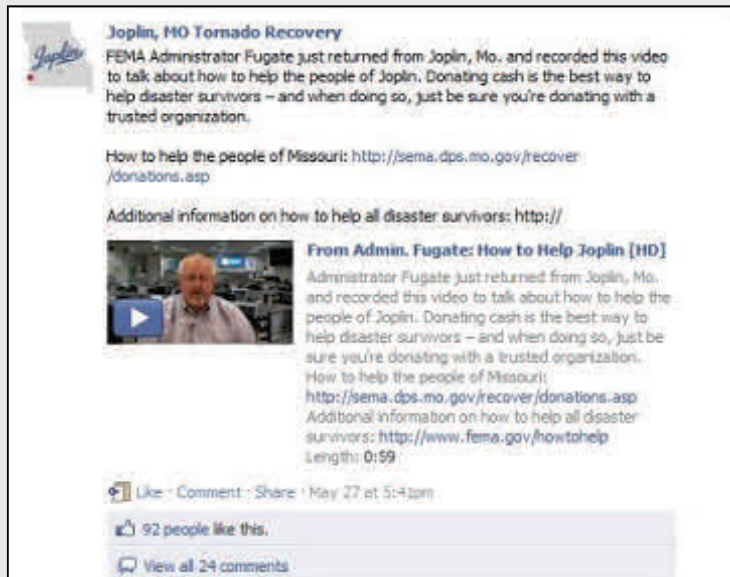 Joplin
Joplin, MO Tornado Recovery
FEMA Administrator Fugate just returned from Joplin, Mo. and recorded this video
to talk about how to help the people of Joplin. Donating cash is the best way to
help disaster survivors – and when doing so, just be sure you're donating with a
trusted organization.
How to help the people of Missouri: http://sema.dps.mo.gov/recover
/donations.asp
Additional information on how to help all disaster survivors: http://
From Admin. Fugate: How to Help Joplin [HD]
Administrator Fugate just returned from Joplin, Mo.
and recorded this video to talk about how to help the
people of Joplin. Donating cash is the best way to
help disaster survivors – and when doing so, just be
sure you're donating with a trusted organization.
How to help the people of Missouri:
http://sema.dps.mo.gov/recover/donations.asp
Additional information on how to help all disaster
survivors: http://www.fema.gov/howtohelp
Length: 0:59
Like · Comment · Share · May 27 at 5:41pm
92 people like this.
View all 24 comments